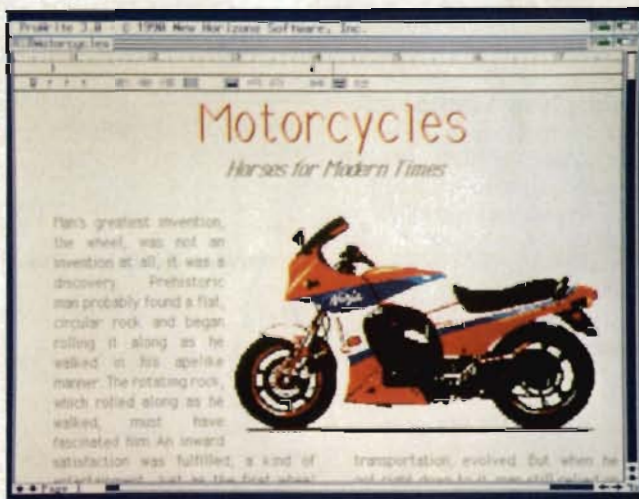 ProWrite 3.0 © 1990 New Horizons Software, Inc.
Motorcycles
Motorcycles
Horses for Modern Times
Man's greatest invention,
the wheel, was not an
invention at all, it was a
discovery. Prehistoric
man probably found a flat,
circular rock and began
rolling it along as he
walked in his apelike
manner. The rotating rock,
which rolled along as he
walked, must have
fascinated him. An inward
satisfaction was fulfilled, a kind of
Ninja
transportation, evolved. But when he
Page 1